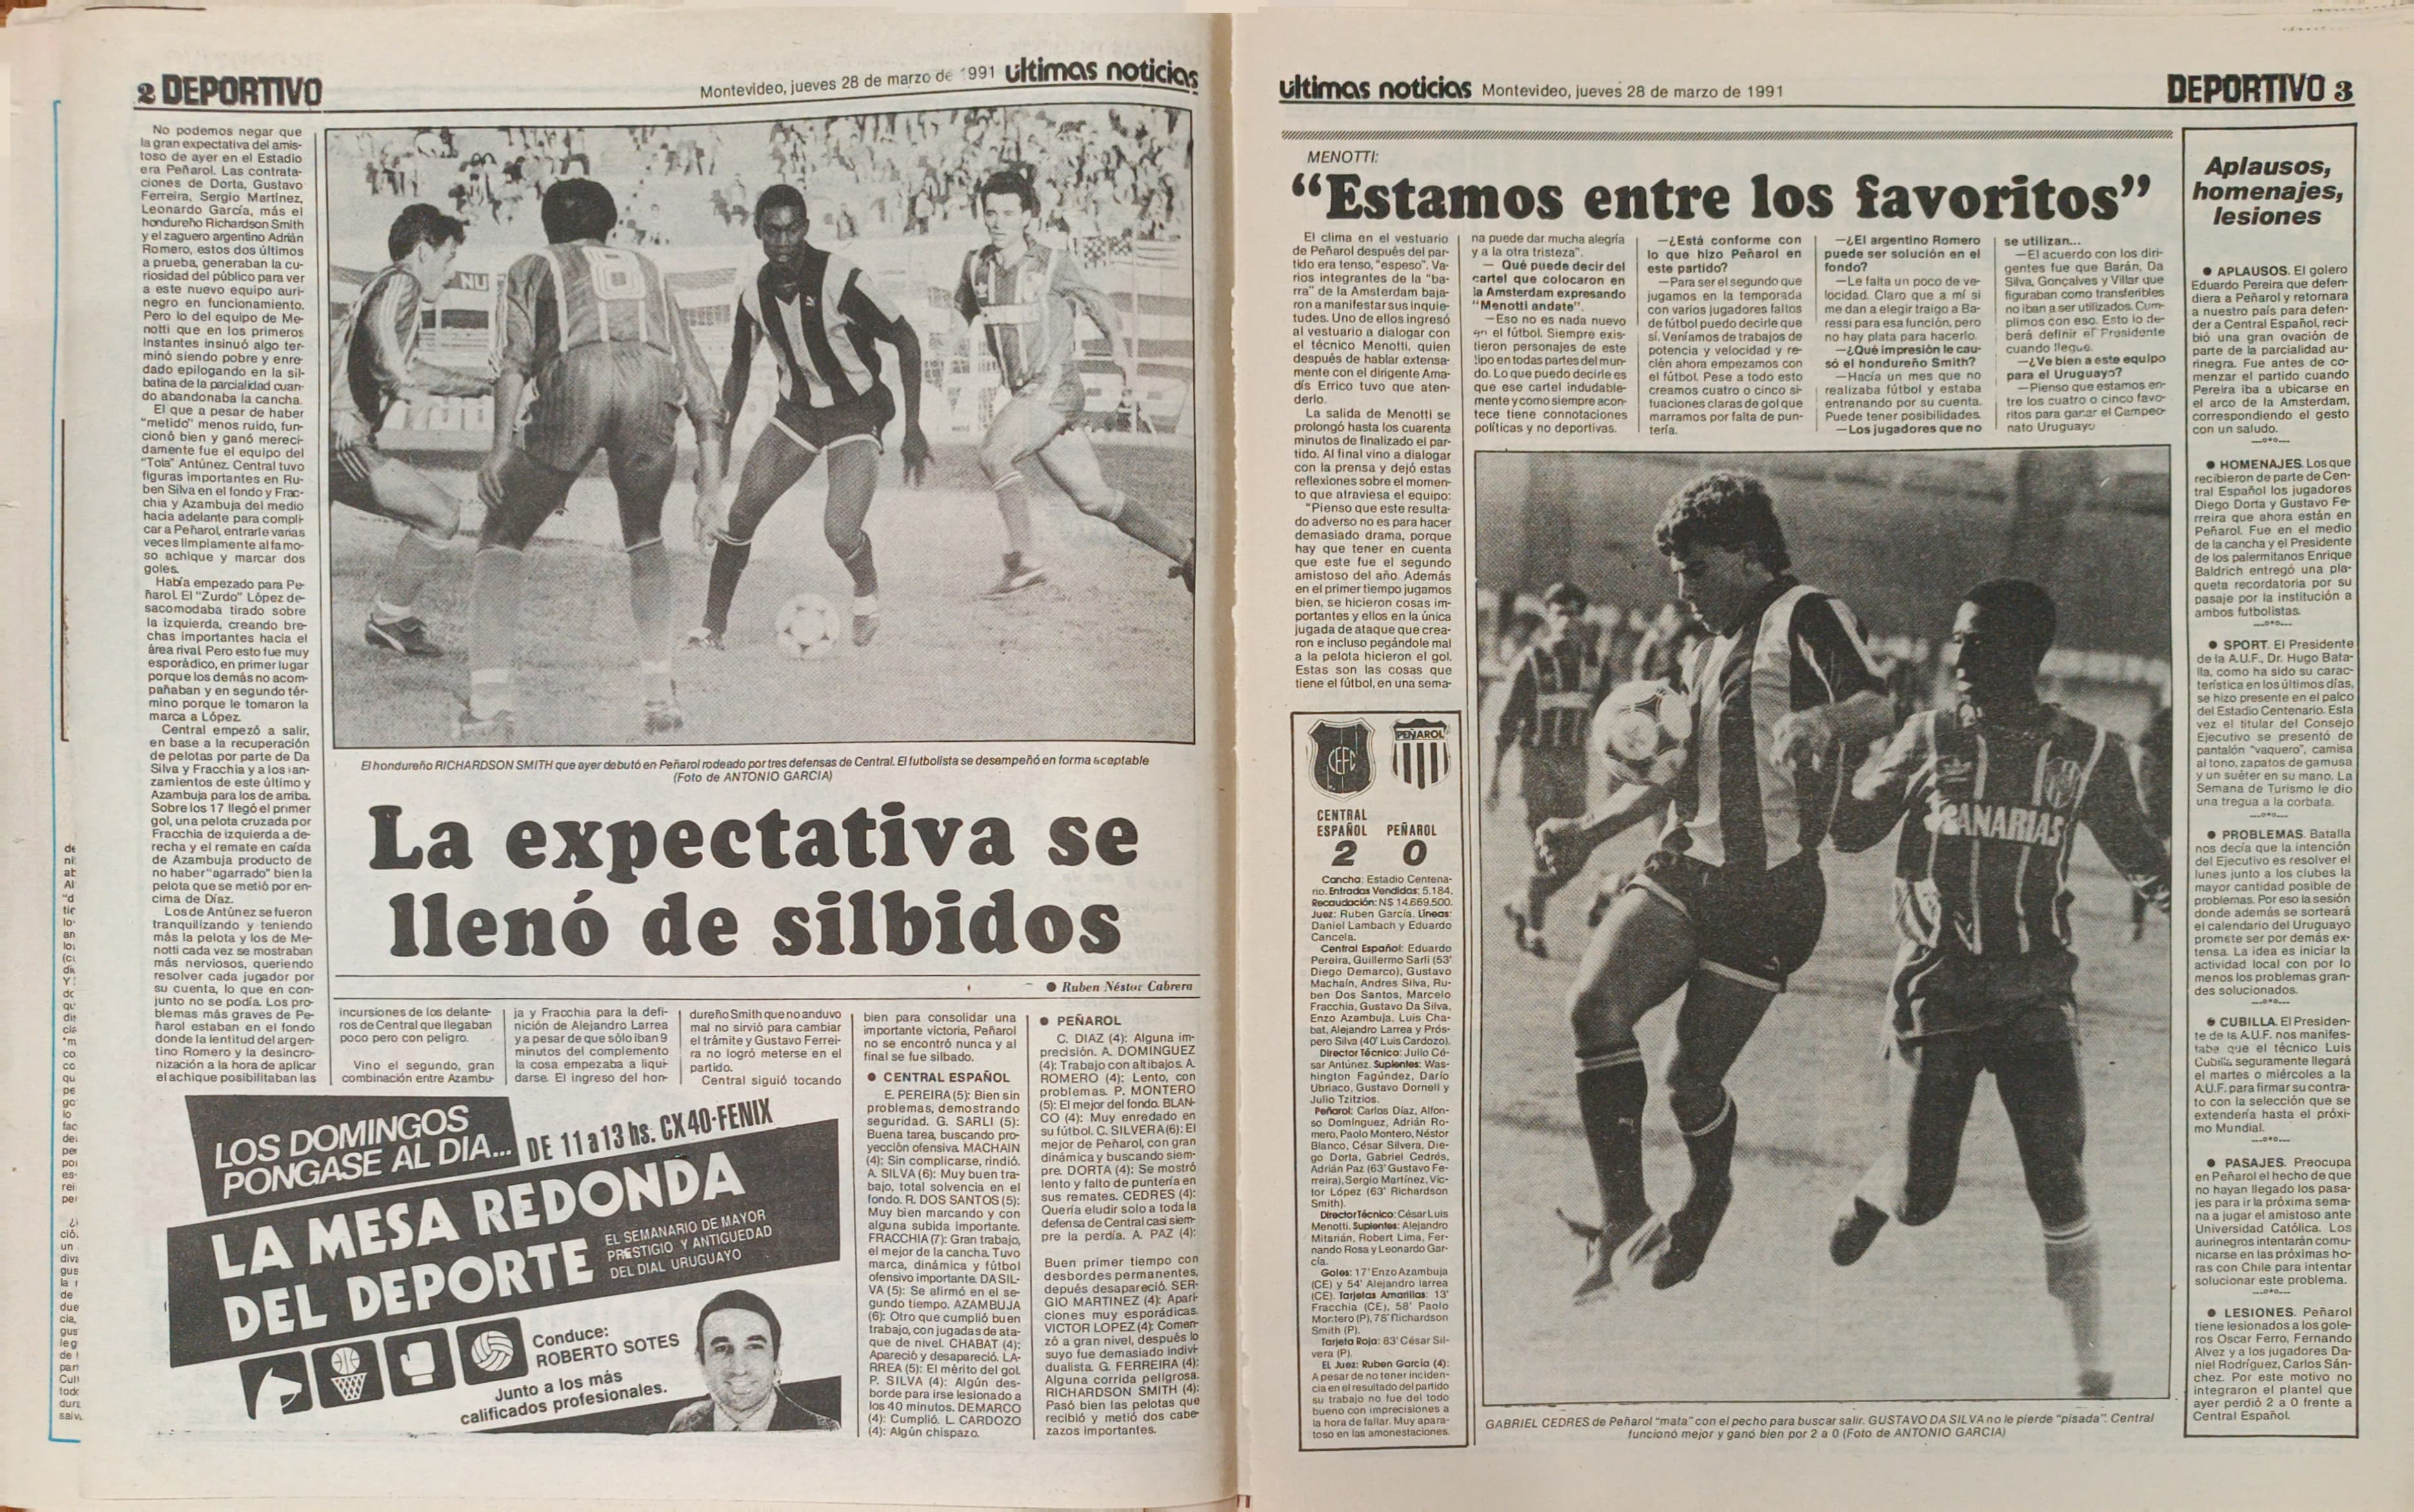 2 DEPORTIVO
Montevideo, jueves 28 de marzo de 1991 últimas noticias
No podemos negar que
la gran expectativa del amis-
toso de ayer en el Estadio
era Peñarol. Las contrata-
ciones de Dorta, Gustavo
Ferreira, Sergio Martínez,
Leonardo García, más el
hondureño Richardson Smith
y el zaguero argentino Adrián
Romero, estos dos últimos
a prueba, generaban la cu-
riosidad del público para ver
a este nuevo equipo auri-
negro en funcionamiento.
Pero lo del equipo de Me-
notti que en los primeros
instantes insinuó algo ter-
minó siendo pobre y enre-
dado epilogando en la sil-
batina de la parcialidad cuan-
do abandonaba la cancha.
El que a pesar de haber
"metido" menos ruido, fun-
cionó bien y ganó mereci-
damente fue el equipo del
"Tola" Antúnez. Central tuvo
figuras importantes en Ru-
ben Silva en el fondo y Frac-
chia y Azambuja del medio
hacia adelante para compli-
car a Peñarol, entrarle varias
veces limpiamente al famo-
so achique y marcar dos
goles.
Había empezado para Pe-
ñarol. El "Zurdo" López de-
sacomodaba tirado sobre
la izquierda, creando bre-
chas importantes hacia el
área rival. Pero esto fue muy
esporádico, en primer lugar
porque los demás no acom-
pañaban y en segundo tér-
mino porque le tomaron la
marca a López.
Central empezó a salir,
en base a la recuperación
de pelotas por parte de Da
Silva y Fracchia y a los lan-
zamientos de este último y
Azambuja para los de arriba.
Sobre los 17 llegó el primer
gol, una pelota cruzada por
Fracchia de izquierda a de-
recha y el remate en caída
de Azambuja producto de
no haber "agarrado" bien la
pelota que se metió por en-
cima de Díaz.
Los de Antúnez se fueron
tranquilizando y teniendo
más la pelota y los de Me-
notti cada vez se mostraban
más nerviosos, queriendo
resolver cada jugador por
su cuenta, lo que en con-
junto no se podía. Los pro-
blemas más graves de Pe-
ñarol estaban en el fondo
donde la lentitud del argen-
tino Romero y la desincro-
nización a la hora de aplicar
el achique posibilitaban las
El hondureño RICHARDSON SMITH que ayer debutó en Peñarol rodeado por tres defensas de Central. El futbolista se desempeñó en forma aceptable
(Foto de ANTONIO GARCIA)
La expectativa se
llenó de silbidos
● Ruben Néstor Cabrera
incursiones de los delante-
ros de Central que llegaban
poco pero con peligro.
Vino el segundo, gran
combinación entre Azambu-
ja y Fracchia para la defi-
nición de Alejandro Larrea
y a pesar de que sólo iban 9
minutos del complemento
la cosa empezaba a liqui-
darse. El ingreso del hon-
dureño Smith que no anduvo
mal no sirvió para cambiar
el trámite y Gustavo Ferrei-
ra no logró meterse en el
partido.
Central siguió tocando
bien para consolidar una
importante victoria, Peñarol
no se encontró nunca y al
final se fue silbado.
● CENTRAL ESPAÑOL
E. PEREIRA (5): Bien sin
problemas, demostrando
seguridad. G. SARLI (5):
Buena tarea, buscando pro-
yección ofensiva. MACHAIN
(4): Sin complicarse, rindió.
A. SILVA (6): Muy buen tra-
bajo, total solvencia en el
fondo. R. DOS SANTOS (5):
Muy bien marcando y con
alguna subida importante.
FRACCHIA (7): Gran trabajo,
el mejor de la cancha. Tuvo
marca, dinámica y fútbol
ofensivo importante. DA SIL-
VA (5): Se afirmó en el se-
gundo tiempo. AZAMBUJA
(6): Otro que cumplió buen
trabajo, con jugadas de ata-
que de nivel. CHABAT (4):
Apareció y desapareció. LA-
RREA (5): El mérito del gol.
P. SILVA (4): Algún des-
borde para irse lesionado a
los 40 minutos. DEMARCO
(4): Cumplió. L. CARDOZO
(4): Algún chispazo.
● PEÑAROL
C. DIAZ (4): Alguna im-
precisión. A. DOMINGUEZ
(4): Trabajo con altibajos. A.
ROMERO (4): Lento, con
problemas. P. MONTERO
(5): El mejor del fondo. BLAN-
CO (4): Muy enredado en
su fútbol. C. SILVERA (6): El
mejor de Peñarol, con gran
dinámica y buscando siem-
pre. DORTA (4): Se mostró
lento y falto de puntería en
sus remates. CEDRES (4):
Quería eludir solo a toda la
defensa de Central casi siem-
pre la perdía. A. PAZ (4):
Buen primer tiempo con
desbordes permanentes,
depués desapareció. SER-
GIO MARTINEZ (4): Apari-
ciones muy esporádicas.
VICTOR LOPEZ (4): Comen-
zó a gran nivel, después lo
suyo fue demasiado indivi-
dualista. G. FERREIRA (4):
Alguna corrida peligrosa.
RICHARDSON SMITH (4):
Pasó bien las pelotas que
recibió y metió dos cabe-
zazos importantes.
LOS DOMINGOS
PONGASE AL DIA...
DE 11 a 13 hs. CX 40-FENIX
LA MESA REDONDA
DEL DEPORTE
EL SEMANARIO DE MAYOR
PRESTIGIO Y ANTIGUEDAD
DEL DIAL URUGUAYO
Conduce:
ROBERTO SOTES
Junto a los más
calificados profesionales.
últimas noticias Montevideo, jueves 28 de marzo de 1991
DEPORTIVO 3
MENOTTI:
"Estamos entre los favoritos"
El clima en el vestuario
de Peñarol después del par-
tido era tenso, "espeso". Va-
rios integrantes de la "ba-
rra" de la Amsterdam baja-
ron a manifestar sus inquie-
tudes. Uno de ellos ingresó
al vestuario a dialogar con
el técnico Menotti, quien
después de hablar extensa-
mente con el dirigente Ama-
dís Errico tuvo que aten-
derlo.
La salida de Menotti se
prolongó hasta los cuarenta
minutos de finalizado el par-
tido. Al final vino a dialogar
con la prensa y dejó estas
reflexiones sobre el momen-
to que atraviesa el equipo:
"Pienso que este resulta-
do adverso no es para hacer
demasiado drama, porque
hay que tener en cuenta
que este fue el segundo
amistoso del año. Además
en el primer tiempo jugamos
bien, se hicieron cosas im-
portantes y ellos en la única
jugada de ataque que crea-
ron e incluso pegándole mal
a la pelota hicieron el gol.
Estas son las cosas que
tiene el fútbol, en una sema-
na puede dar mucha alegría
y a la otra tristeza".
— Qué puede decir del
cartel que colocaron en
la Amsterdam expresando
"Menotti andate".
—Eso no es nada nuevo
en el fútbol. Siempre exis-
tieron personajes de este
tipo en todas partes del mun-
do. Lo que puedo decirle es
que ese cartel indudable-
mente y como siempre acon-
tece tiene connotaciones
políticas y no deportivas.
—¿Está conforme con
lo que hizo Peñarol en
este partido?
—Para ser el segundo que
jugamos en la temporada
con varios jugadores faltos
de fútbol puedo decirle que
sí. Veníamos de trabajos de
potencia y velocidad y re-
cién ahora empezamos con
el fútbol. Pese a todo esto
creamos cuatro o cinco si-
tuaciones claras de gol que
marramos por falta de pun-
tería.
—¿El argentino Romero
puede ser solución en el
fondo?
—Le falta un poco de ve-
locidad. Claro que a mí si
me dan a elegir traigo a Ba-
ressi para esa función, pero
no hay plata para hacerlo.
—¿Qué impresión le cau-
só el hondureño Smith?
—Hacía un mes que no
realizaba fútbol y estaba
entrenando por su cuenta.
Puede tener posibilidades.
—Los jugadores que no
se utilizan...
—El acuerdo con los diri-
gentes fue que Barán, Da
Silva, Gonçalves y Villar que
figuraban como transferibles
no iban a ser utilizados. Cum-
plimos con eso. Esto lo de-
berá definir el Presidente
cuando llegue.
—¿Ve bien a este equipo
para el Uruguayo?
—Pienso que estamos en-
tre los cuatro o cinco favo-
ritos para ganar el Campeo-
nato Uruguayo
CEFC
PEÑAROL
CENTRAL
ESPAÑOL PEÑAROL
2 0
Cancha: Estadio Centena-
rio. Entradas Vendidas: 5.184.
Recaudación: N$ 14.669.500.
Juez: Ruben García. Líneas:
Daniel Lambach y Eduardo
Cancela.
Central Español: Eduardo
Pereira, Guillermo Sarli (53'
Diego Demarco), Gustavo
Machaín, Andres Silva, Ru-
ben Dos Santos, Marcelo
Fracchia, Gustavo Da Silva,
Enzo Azambuja, Luis Cha-
bat, Alejandro Larrea y Prós-
pero Silva (40' Luis Cardozo).
Director Técnico: Julio Cé-
sar Antúnez. Suplentes: Was-
hington Fagúndez, Darío
Ubriaco, Gustavo Dornell y
Julio Tzitzios.
Peñarol: Carlos Díaz, Alfon-
so Domínguez, Adrián Ro-
mero, Paolo Montero, Néstor
Blanco, César Silvera, Die-
go Dorta, Gabriel Cedrés,
Adrián Paz (63' Gustavo Fe-
rreira), Sergio Martínez, Víc-
tor López (63' Richardson
Smith).
Director Técnico: César Luis
Menotti. Suplentes: Alejandro
Mitarián, Robert Lima, Fer-
nando Rosa y Leonardo Gar-
cía.
Goles: 17' Enzo Azambuja
(CE) y 54' Alejandro larrea
(CE). Tarjetas Amarillas: 13'
Fracchia (CE), 58' Paolo
Montero (P), 75' Richardson
Smith (P).
Tarjeta Roja: 83' César Sil-
vera (P).
El Juez: Ruben García (4):
A pesar de no tener inciden-
cia en el resultado del partido
su trabajo no fue del todo
bueno con imprecisiones a
la hora de fallar. Muy apara-
toso en las amonestaciones.
CANARIAS
GABRIEL CEDRES de Peñarol "mata" con el pecho para buscar salir. GUSTAVO DA SILVA no le pierde "pisada". Central
funcionó mejor y ganó bien por 2 a 0 (Foto de ANTONIO GARCIA)
Aplausos,
homenajes,
lesiones
● APLAUSOS. El golero
Eduardo Pereira que defen-
diera a Peñarol y retornara
a nuestro país para defen-
der a Central Español, reci-
bió una gran ovación de
parte de la parcialidad au-
rinegra. Fue antes de co-
menzar el partido cuando
Pereira iba a ubicarse en
el arco de la Amsterdam,
correspondiendo el gesto
con un saludo.
● HOMENAJES. Los que
recibieron de parte de Cen-
tral Español los jugadores
Diego Dorta y Gustavo Fe-
rreira que ahora están en
Peñarol. Fue en el medio
de la cancha y el Presidente
de los palermitanos Enrique
Baldrich entregó una pla-
queta recordatoria por su
pasaje por la institución a
ambos futbolistas.
● SPORT. El Presidente
de la A.U.F., Dr. Hugo Bata-
lla, como ha sido su carac-
terística en los últimos días,
se hizo presente en el palco
del Estadio Centenario. Esta
vez el titular del Consejo
Ejecutivo se presentó de
pantalón "vaquero", camisa
al tono, zapatos de gamusa
y un suéter en su mano. La
Semana de Turismo le dio
una tregua a la corbata.
● PROBLEMAS. Batalla
nos decía que la intención
del Ejecutivo es resolver el
lunes junto a los clubes la
mayor cantidad posible de
problemas. Por eso la sesión
donde además se sorteará
el calendario del Uruguayo
promete ser por demás ex-
tensa. La idea es iniciar la
actividad local con por lo
menos los problemas gran-
des solucionados.
● CUBILLA. El Presiden-
te de la A.U.F. nos manifes-
taba que el técnico Luis
Cubilla seguramente llegará
el martes o miércoles a la
A.U.F. para firmar su contra-
to con la selección que se
extendería hasta el próxi-
mo Mundial.
● PASAJES. Preocupa
en Peñarol el hecho de que
no hayan llegado los pasa-
jes para ir la próxima sema-
na a jugar el amistoso ante
Universidad Católica. Los
aurinegros intentarán comu-
nicarse en las próximas ho-
ras con Chile para intentar
solucionar este problema.
● LESIONES. Peñarol
tiene lesionados a los gole-
ros Oscar Ferro, Fernando
Alvez y a los jugadores Da-
niel Rodríguez, Carlos Sán-
chez. Por este motivo no
integraron el plantel que
ayer perdió 2 a 0 frente a
Central Español.